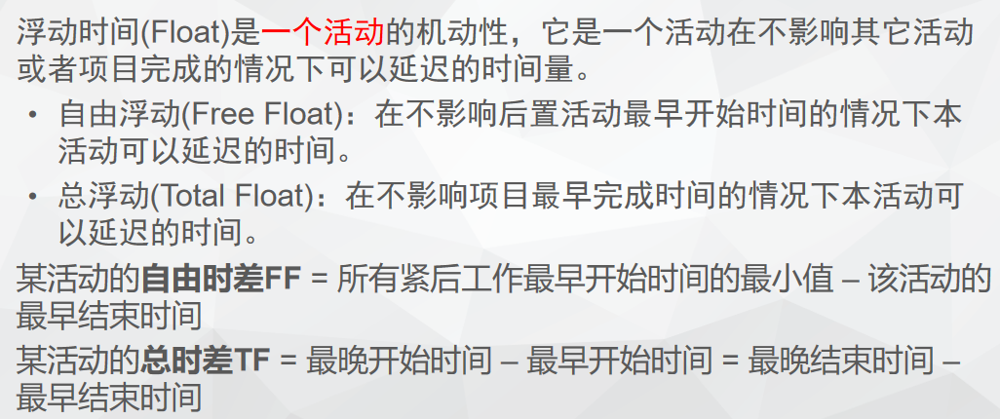 浮动时间(Float)是一个活动的机动性，它是一个活动在不影响其它活动
或者项目完成的情况下可以延迟的时间量。
• 自由浮动(Free Float)：在不影响后置活动最早开始时间的情况下本
活动可以延迟的时间。
• 总浮动(Total Float)：在不影响项目最早完成时间的情况下本活动可
以延迟的时间。
某活动的自由时差FF = 所有紧后工作最早开始时间的最小值 – 该活动的
最早结束时间
某活动的总时差TF = 最晚开始时间 – 最早开始时间 = 最晚结束时间 –
最早结束时间